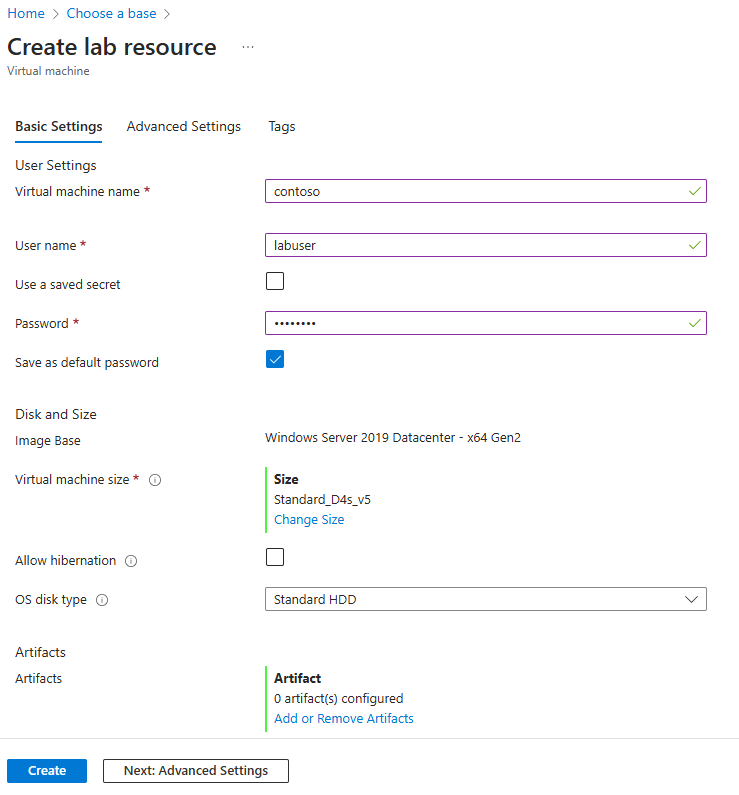 Home > Choose a base >
Create lab resource ...
Virtual machine
Basic Settings Advanced Settings Tags
User Settings
Virtual machine name * contoso
User name * labuser
Use a saved secret
Password * ••••••••
Save as default password
Disk and Size
Image Base Windows Server 2019 Datacenter - x64 Gen2
Virtual machine size * Size
Standard_D4s_v5
Change Size
Allow hibernation
OS disk type Standard HDD
Artifacts
Artifacts Artifact
0 artifact(s) configured
Add or Remove Artifacts
Create Next: Advanced Settings